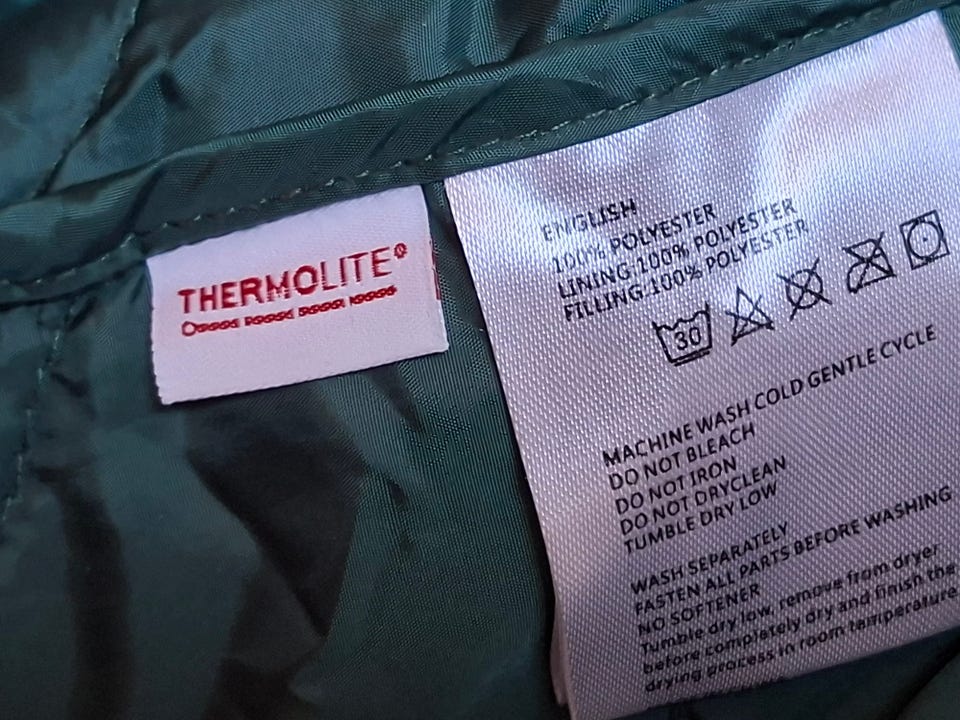 THERMOLITE®
ENGLISH
100% POLYESTER
LINING:100% POLYESTER
FILLING:100% POLYESTER
30
MACHINE WASH COLD GENTLE CYCLE
DO NOT BLEACH
DO NOT IRON
DO NOT DRYCLEAN
TUMBLE DRY LOW
WASH SEPARATELY
FASTEN ALL PARTS BEFORE WASHING
NO SOFTENER
Tumble dry low, remove from dryer
before completely dry and finish the
drying process in room temperature.